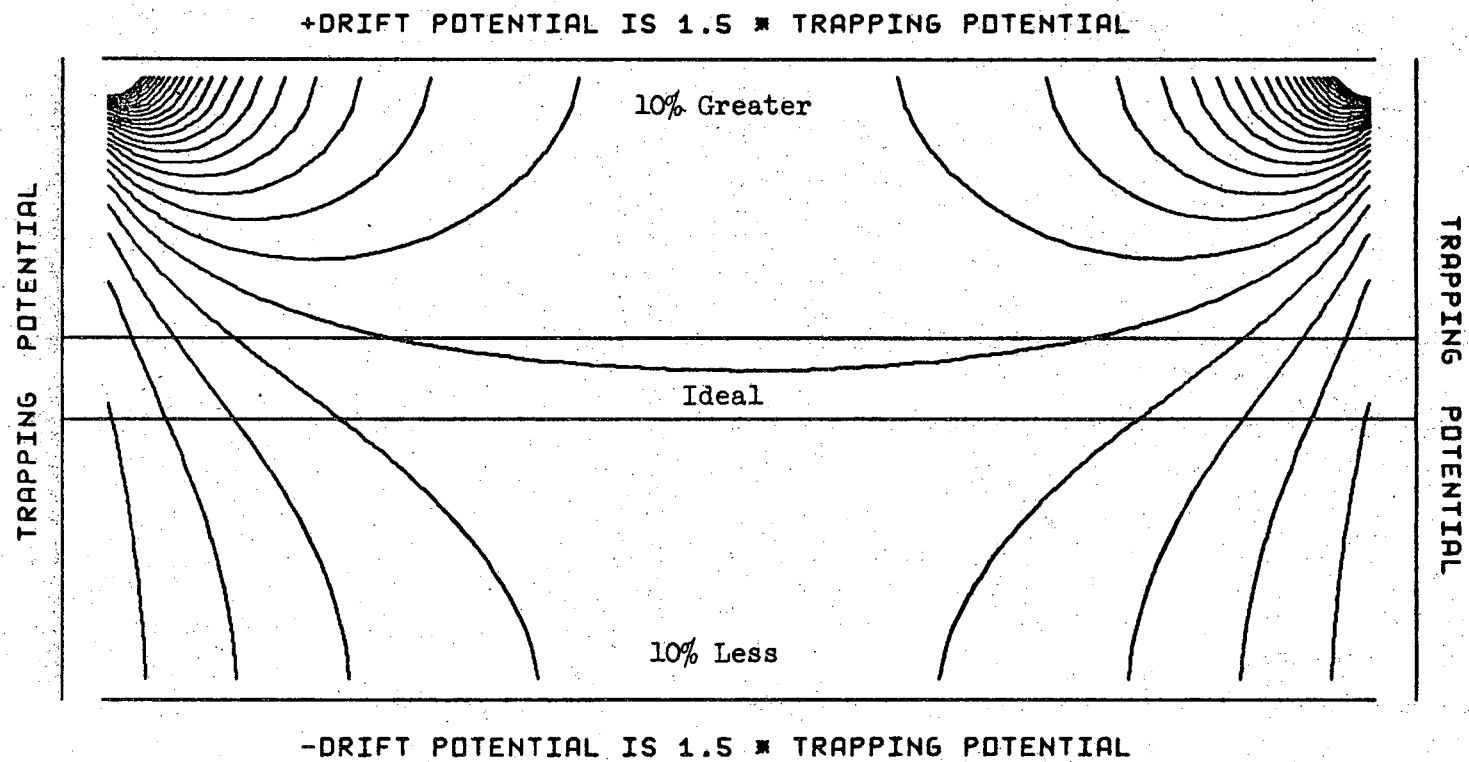 +DRIFT POTENTIAL IS 1.5 * TRAPPING POTENTIAL
10% Greater
TRAPPING POTENTIAL
TRAPPING POTENTIAL
Ideal
10% Less
-DRIFT POTENTIAL IS 1.5 * TRAPPING POTENTIAL